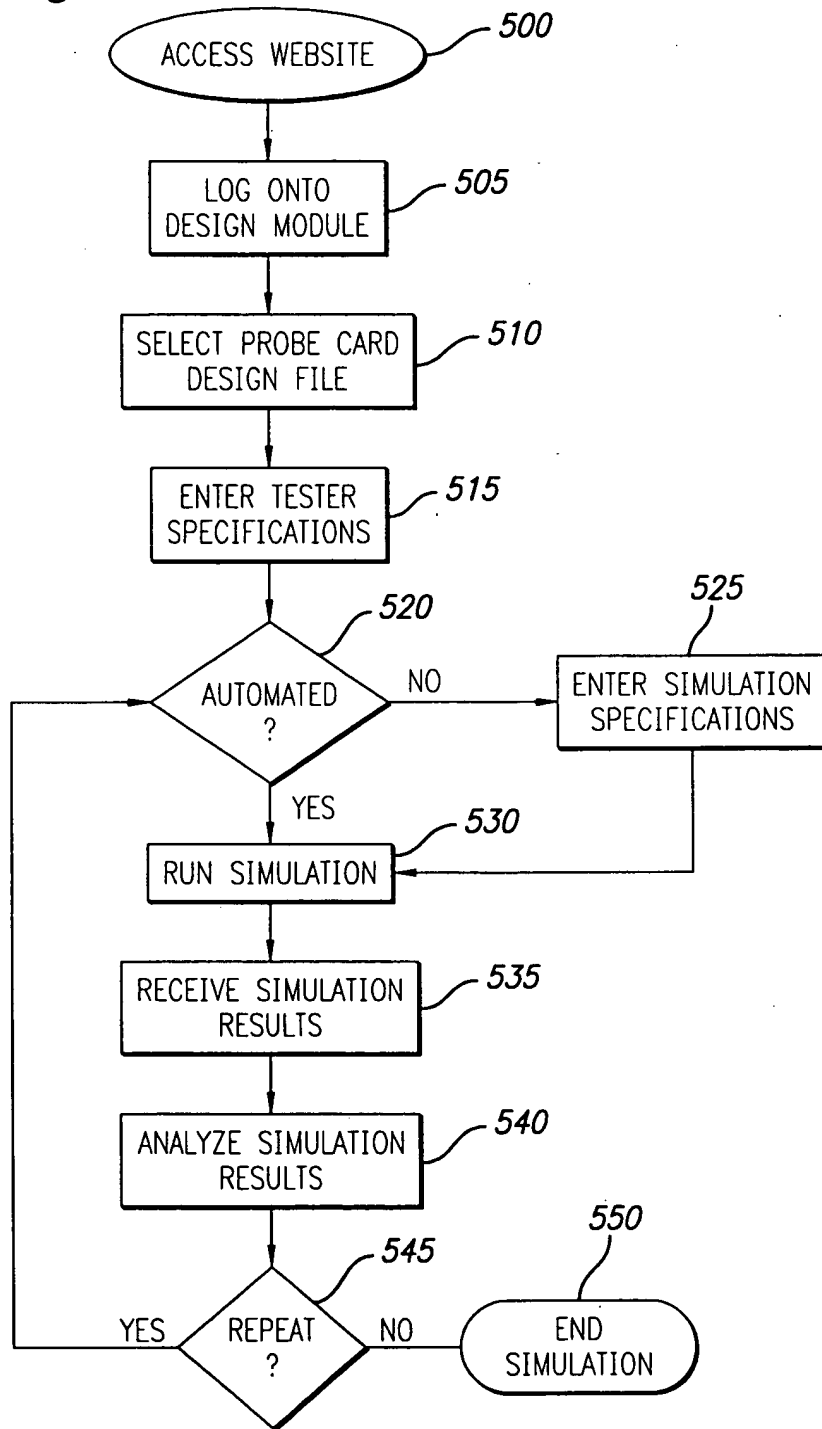 ACCESS WEBSITE
500
LOG ONTO
DESIGN MODULE
505
SELECT PROBE CARD
DESIGN FILE
510
ENTER TESTER
SPECIFICATIONS
515
520
AUTOMATED
?
NO
525
ENTER SIMULATION
SPECIFICATIONS
YES
530
RUN SIMULATION
RECEIVE SIMULATION
RESULTS
535
ANALYZE SIMULATION
RESULTS
540
545
REPEAT
?
YES
NO
550
END
SIMULATION